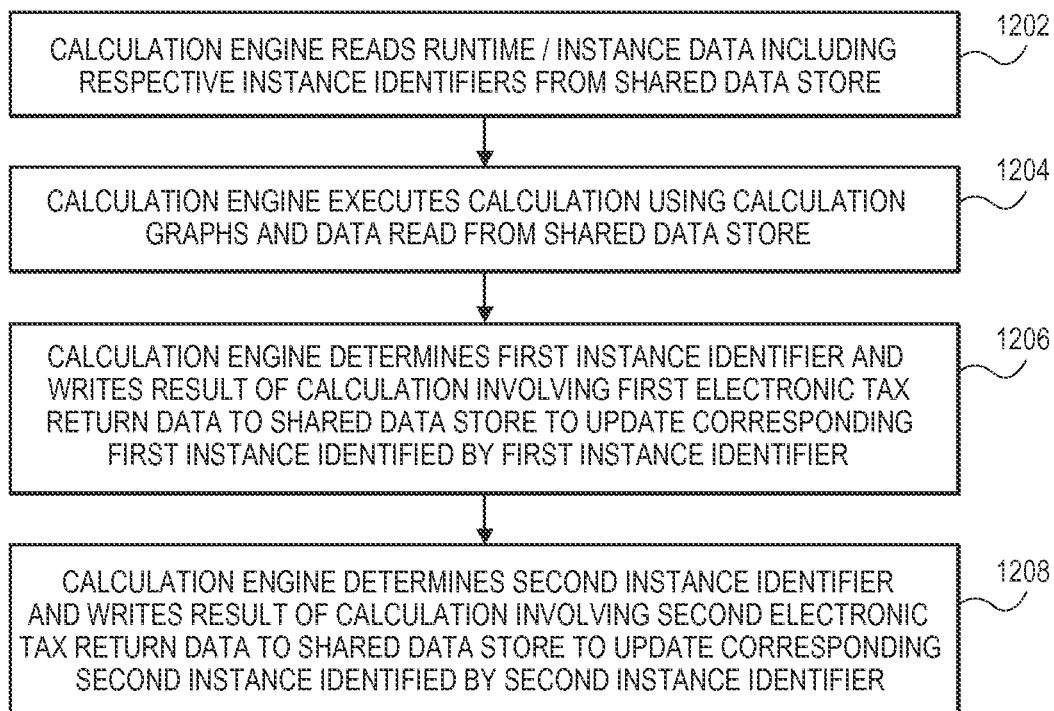 1202
CALCULATION ENGINE READS RUNTIME / INSTANCE DATA INCLUDING
RESPECTIVE INSTANCE IDENTIFIERS FROM SHARED DATA STORE
1204
CALCULATION ENGINE EXECUTES CALCULATION USING CALCULATION
GRAPHS AND DATA READ FROM SHARED DATA STORE
1206
CALCULATION ENGINE DETERMINES FIRST INSTANCE IDENTIFIER AND
WRITES RESULT OF CALCULATION INVOLVING FIRST ELECTRONIC TAX
RETURN DATA TO SHARED DATA STORE TO UPDATE CORRESPONDING
FIRST INSTANCE IDENTIFIED BY FIRST INSTANCE IDENTIFIER
1208
CALCULATION ENGINE DETERMINES SECOND INSTANCE IDENTIFIER
AND WRITES RESULT OF CALCULATION INVOLVING SECOND ELECTRONIC
TAX RETURN DATA TO SHARED DATA STORE TO UPDATE CORRESPONDING
SECOND INSTANCE IDENTIFIED BY SECOND INSTANCE IDENTIFIER